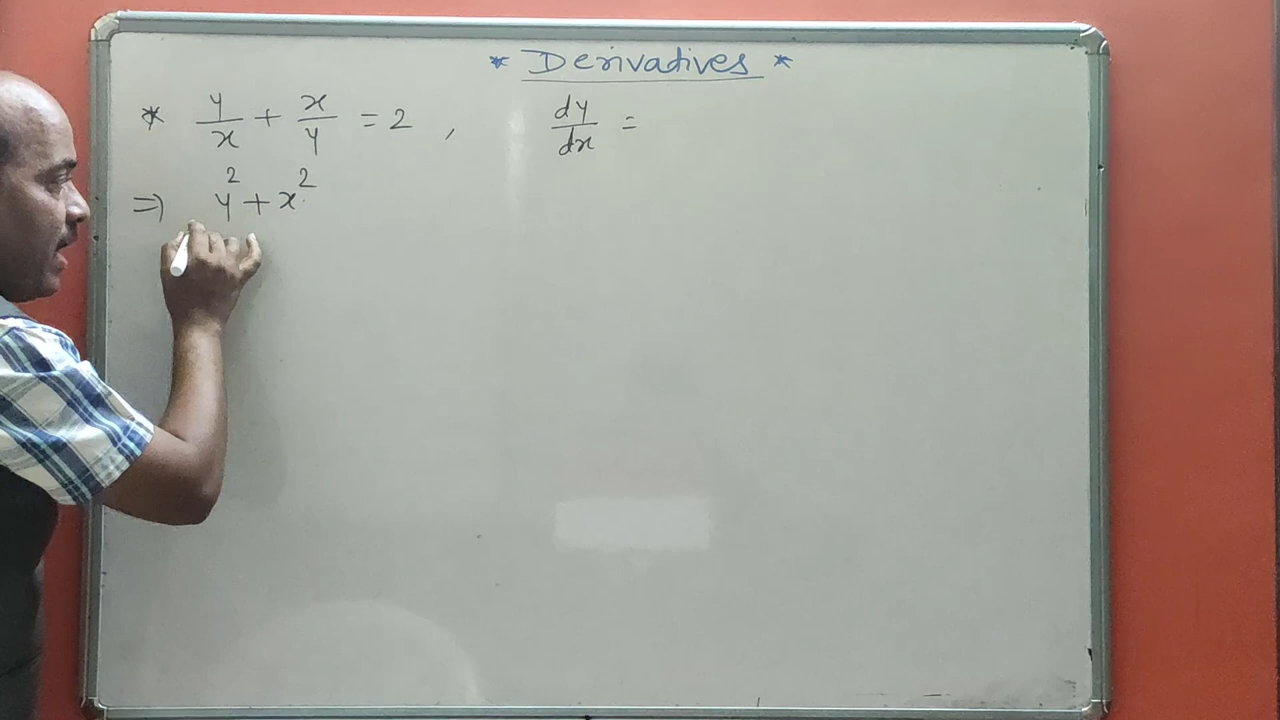 * Derivatives *
* y/x + x/y = 2 , dy/dx =
⇒ y² + x²